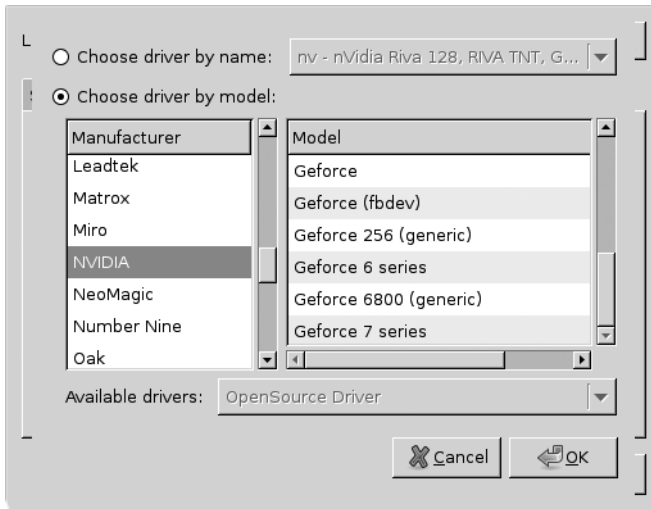 L
Choose driver by name: nv - nVidia Riva 128, RIVA TNT, G...
Choose driver by model:
Manufacturer
Leadtek
Matrox
Miro
NVIDIA
NeoMagic
Number Nine
Oak
Model
Geforce
Geforce (fbdev)
Geforce 256 (generic)
Geforce 6 series
Geforce 6800 (generic)
Geforce 7 series
Available drivers: OpenSource Driver
Cancel OK